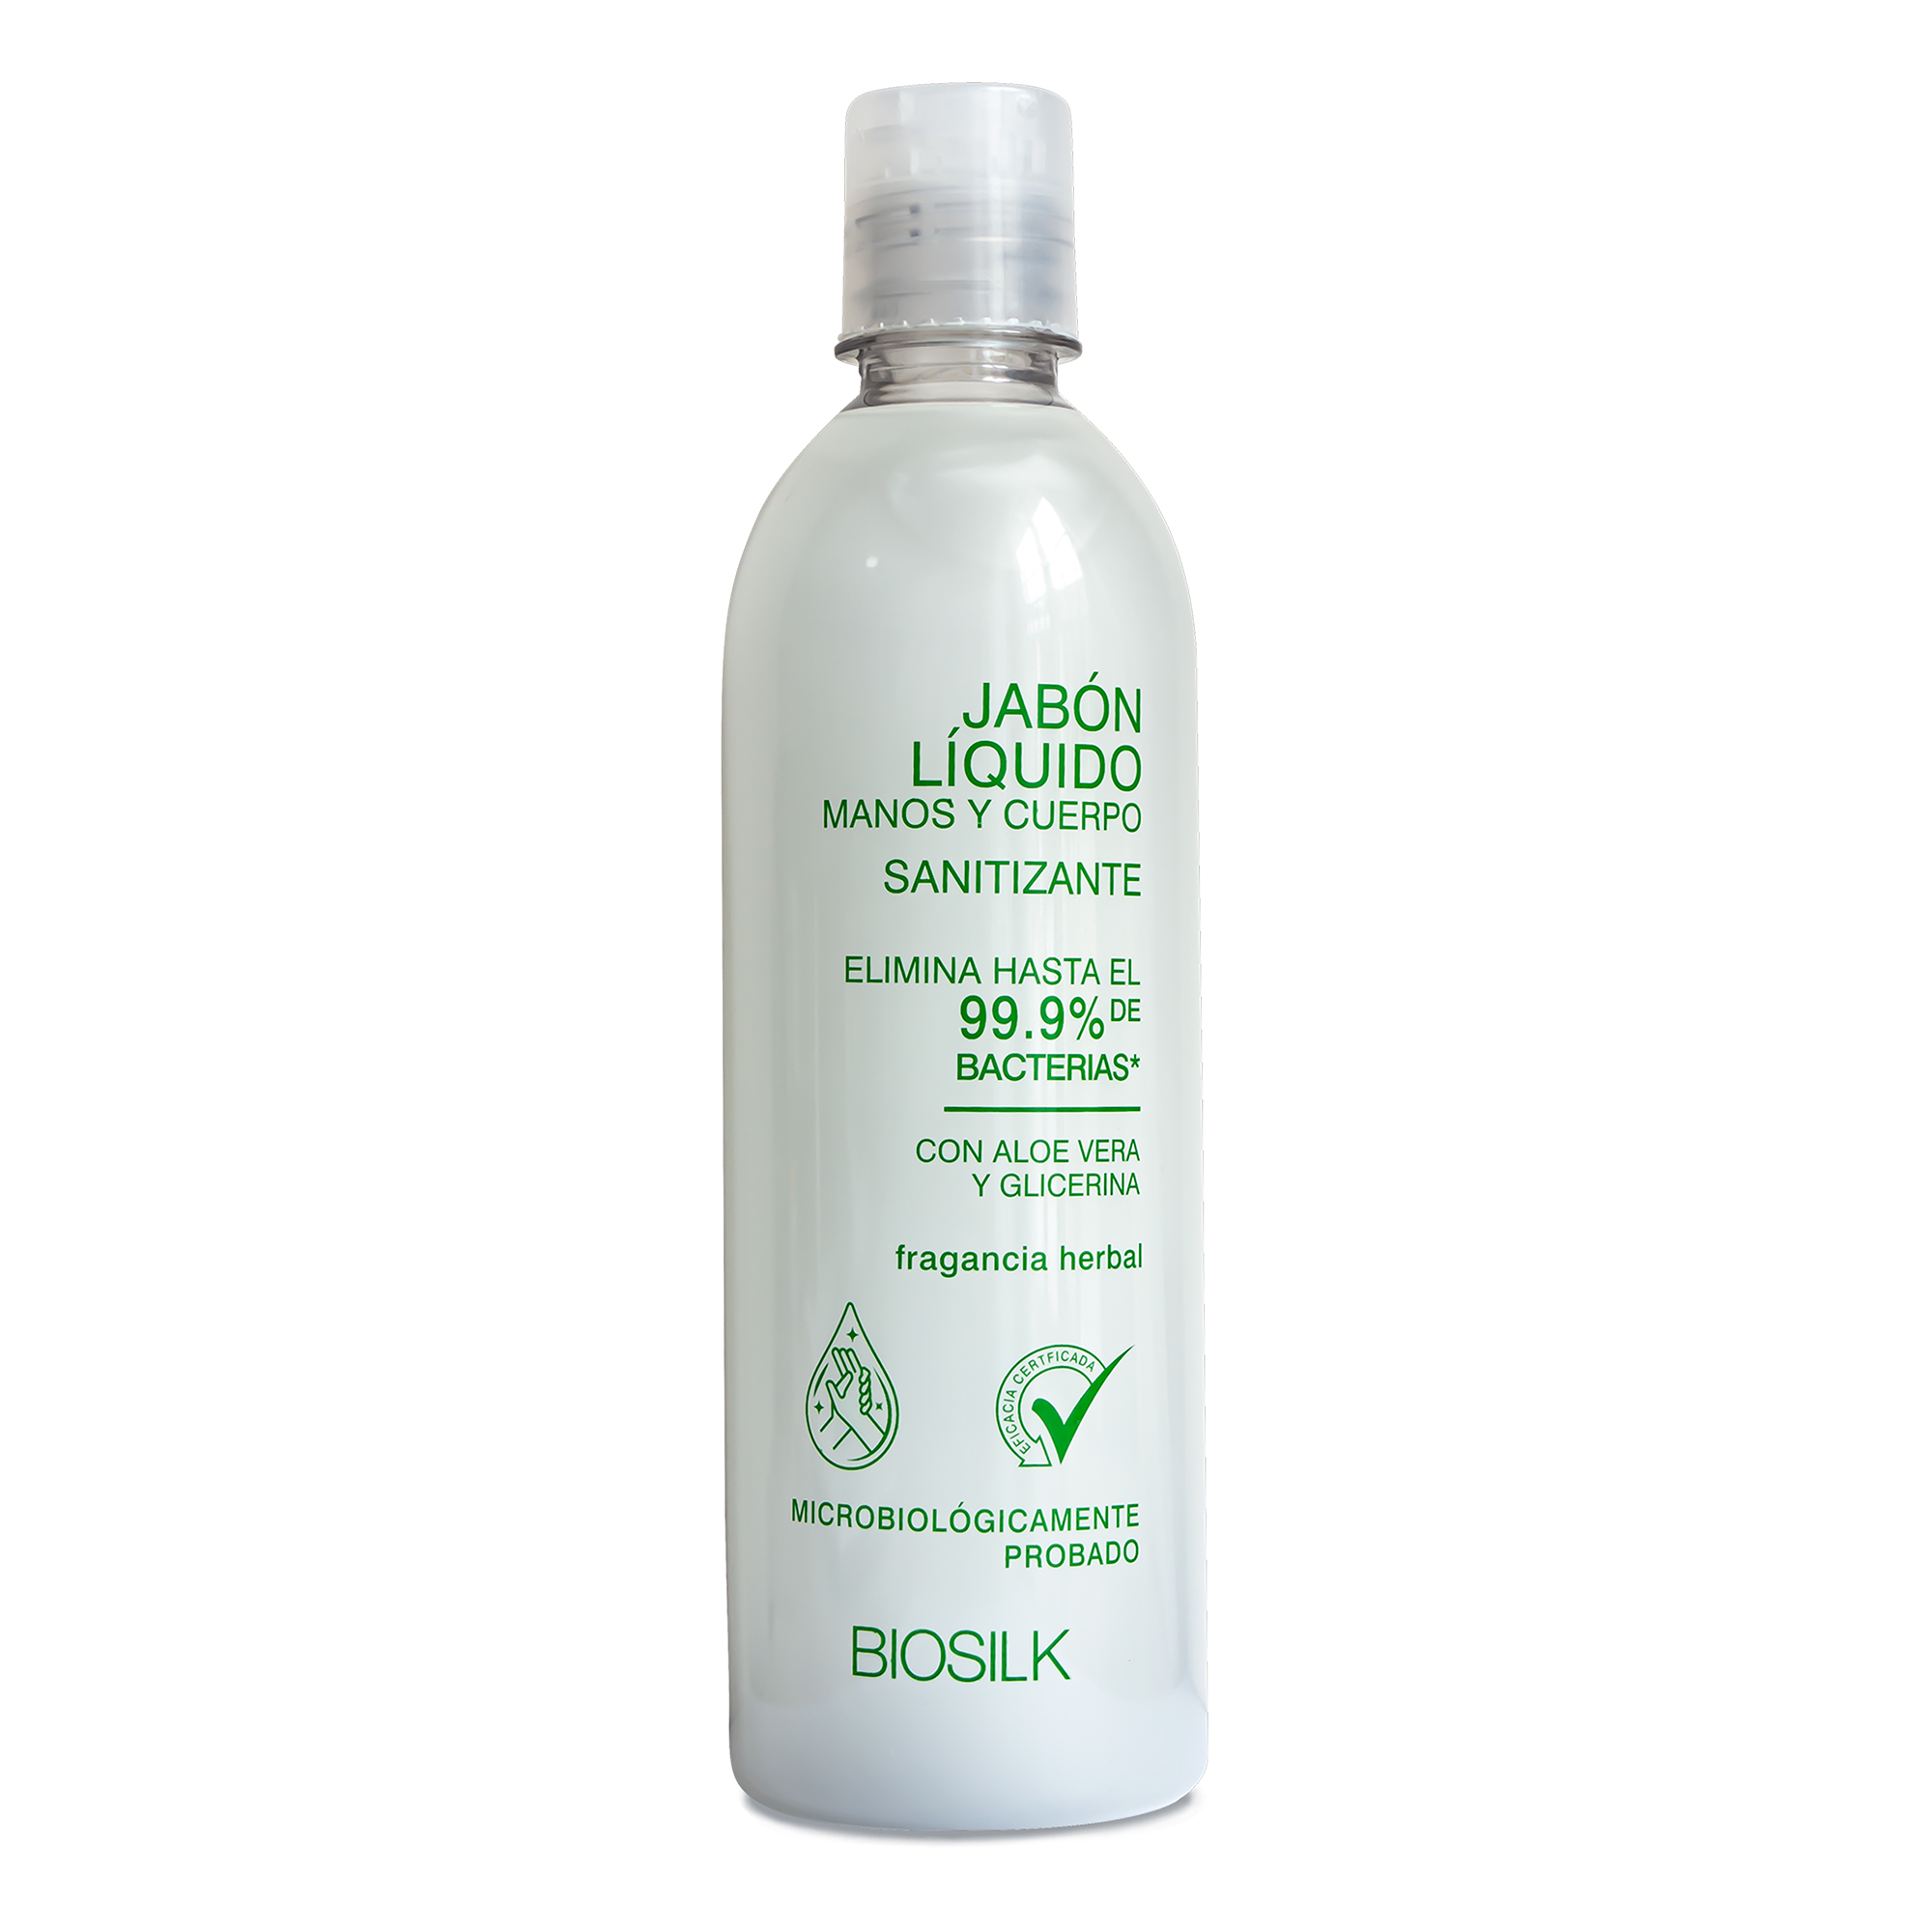 JABÓN
LÍQUIDO
MANOS Y CUERPO
SANITIZANTE
ELIMINA HASTA EL
99.9% DE
BACTERIAS*
CON ALOE VERA
Y GLICERINA
fragancia herbal
EFICACIA CERTFICADA
MICROBIOLÓGICAMENTE
PROBADO
BIOSILK